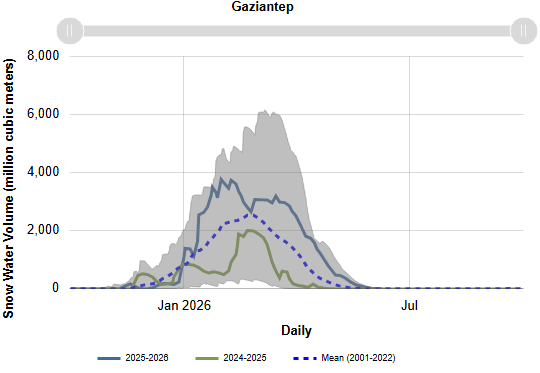 Gaziantep
8,000
6,000
4,000
2,000
0
Snow Water Volume (million cubic meters)
Jan 2026
Jul
Daily
2025-2026
2024-2025
Mean (2001-2022)